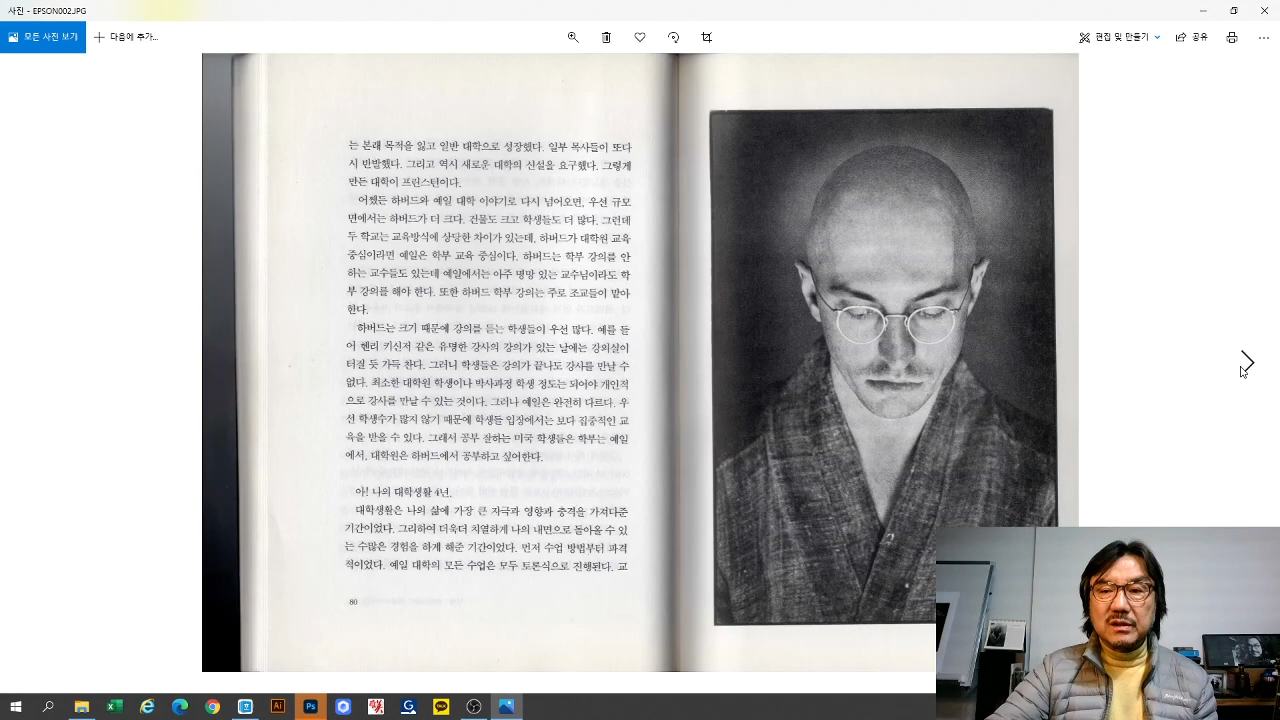 사진 - EPSON002.JPG
모든 사진 보기
다음에 추가...
편집 및 만들기
공유
는 본래 목적을 잃고 일반 대학으로 성장했다. 일부 목사들이 또다
시 반발했다. 그리고 역시 새로운 대학의 신설을 요구했다. 그렇게
만든 대학이 프린스턴이다.
어쨌든 하버드와 예일 대학 이야기로 다시 넘어오면, 우선 규모
면에서는 하버드가 더 크다. 건물도 크고 학생들도 더 많다. 그런데
두 학교는 교육방식에 상당한 차이가 있는데, 하버드가 대학원 교육
중심이라면 예일은 학부 교육 중심이다. 하버드는 학부 강의를 안
하는 교수들도 있는데 예일에서는 아주 명망 있는 교수님이라도 학
부 강의를 해야 한다. 또한 하버드 학부 강의는 주로 조교들이 맡아
한다.
하버드는 크기 때문에 강의를 듣는 학생들이 우선 많다. 예를 들
어 헨리 키신저 같은 유명한 강사의 강의가 있는 날에는 강의실이
터질 듯 가득 찬다. 그러니 학생들은 강의가 끝나도 강사를 만날 수
없다. 최소한 대학원 학생이나 박사과정 학생 정도는 되어야 개인적
으로 강사를 만날 수 있는 것이다. 그러나 예일은 완전히 다르다. 우
선 학생수가 많지 않기 때문에 학생들 입장에서는 보다 집중적인 교
육을 받을 수 있다. 그래서 공부 잘하는 미국 학생들은 학부는 예일
에서, 대학원은 하버드에서 공부하고 싶어한다.
아! 나의 대학생활 4년.
대학생활은 나의 삶에 가장 큰 자극과 영향과 충격을 가져다준
기간이었다. 그리하여 더욱더 치열하게 나의 내면으로 돌아올 수 있
는 수많은 경험을 하게 해준 기간이었다. 먼저 수업 방법부터 파격
적이었다. 예일 대학의 모든 수업은 모두 토론식으로 진행된다. 교
80
Ai
Ps
TALK